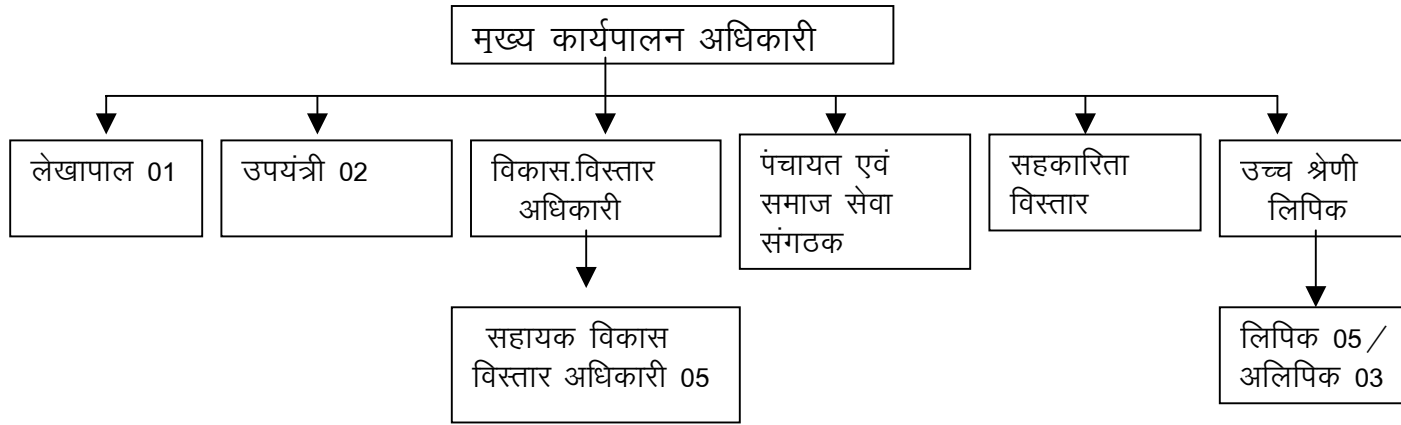 मुख्य कार्यपालन अधिकारी
लेखापाल 01
उपयंत्री 02
विकास.विस्तार
अधिकारी
पंचायत एवं
समाज सेवा
संगठक
सहकारिता
विस्तार
उच्च श्रेणी
लिपिक
सहायक विकास
विस्तार अधिकारी 05
लिपिक 05/
अलिपिक 03